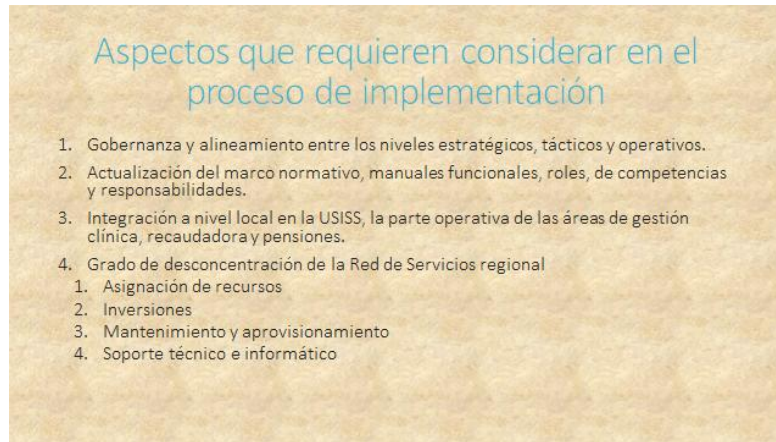 Aspectos que requieren considerar en el
proceso de implementación
1. Gobernanza y alineamiento entre los niveles estratégicos, tácticos y operativos.
2. Actualización del marco normativo, manuales funcionales, roles, de competencias
y responsabilidades.
3. Integración a nivel local en la USISS, la parte operativa de las áreas de gestión
clínica, recaudadora y pensiones.
4. Grado de desconcentración de la Red de Servicios regional
1. Asignación de recursos
2. Inversiones
3. Mantenimiento y aprovisionamiento
4. Soporte técnico e informático